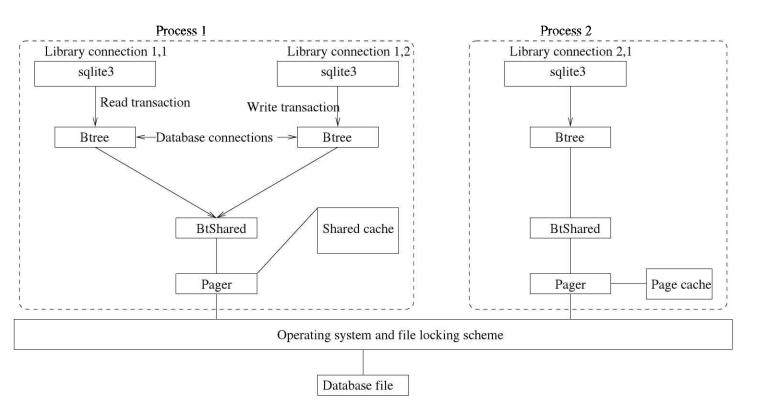 Process 1
Process 2
Library connection 1,1
Library connection 1,2
Library connection 2,1
sqlite3
sqlite3
sqlite3
Read transaction
Write transaction
Btree
Database connections
Btree
Btree
BtShared
Shared cache
BtShared
Pager
Pager
Page cache
Operating system and file locking scheme
Database file